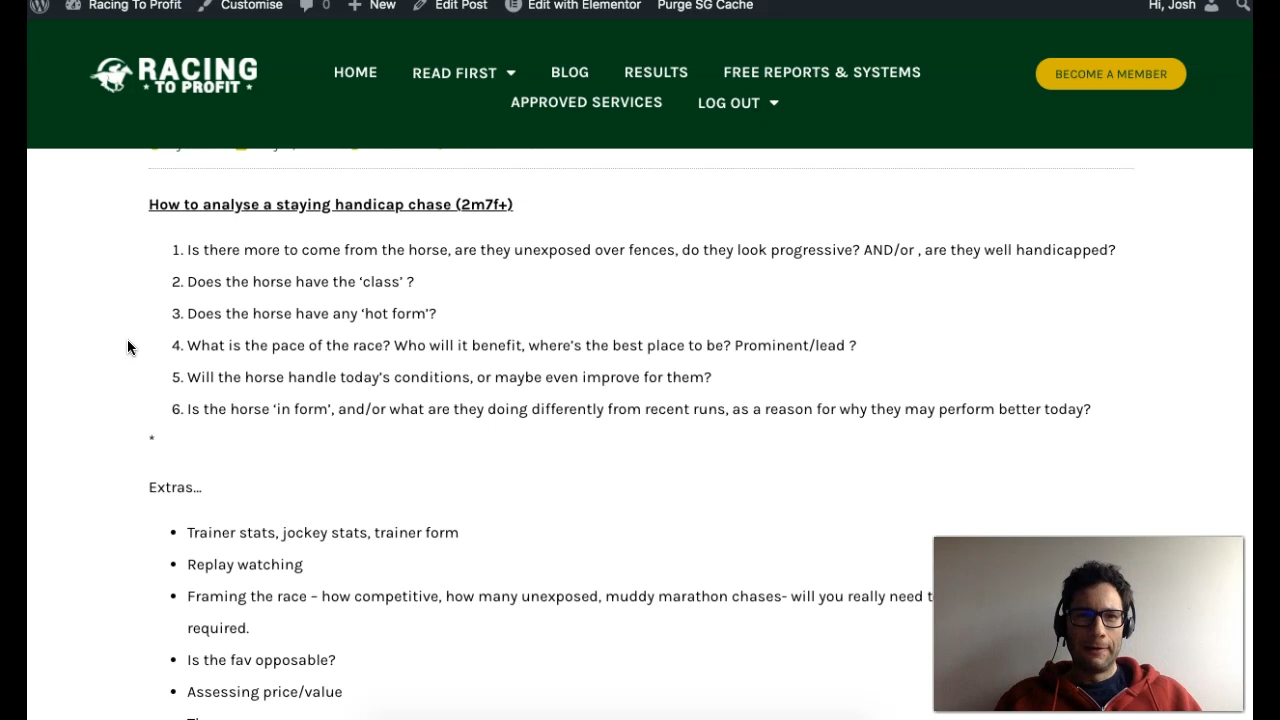 Racing To Profit Customise 0 New Edit Post Edit with Elementor Purge SG Cache Hi, Josh
RACING
TO PROFIT
HOME READ FIRST BLOG RESULTS FREE REPORTS & SYSTEMS
APPROVED SERVICES LOG OUT
BECOME A MEMBER
How to analyse a staying handicap chase (2m7f+)
1. Is there more to come from the horse, are they unexposed over fences, do they look progressive? AND/or , are they well handicapped?
2. Does the horse have the ‘class’ ?
3. Does the horse have any ‘hot form’?
4. What is the pace of the race? Who will it benefit, where’s the best place to be? Prominent/lead ?
5. Will the horse handle today’s conditions, or maybe even improve for them?
6. Is the horse ‘in form’, and/or what are they doing differently from recent runs, as a reason for why they may perform better today?
*
Extras…
• Trainer stats, jockey stats, trainer form
• Replay watching
• Framing the race – how competitive, how many unexposed, muddy marathon chases- will you really need
required.
• Is the fav opposable?
• Assessing price/value